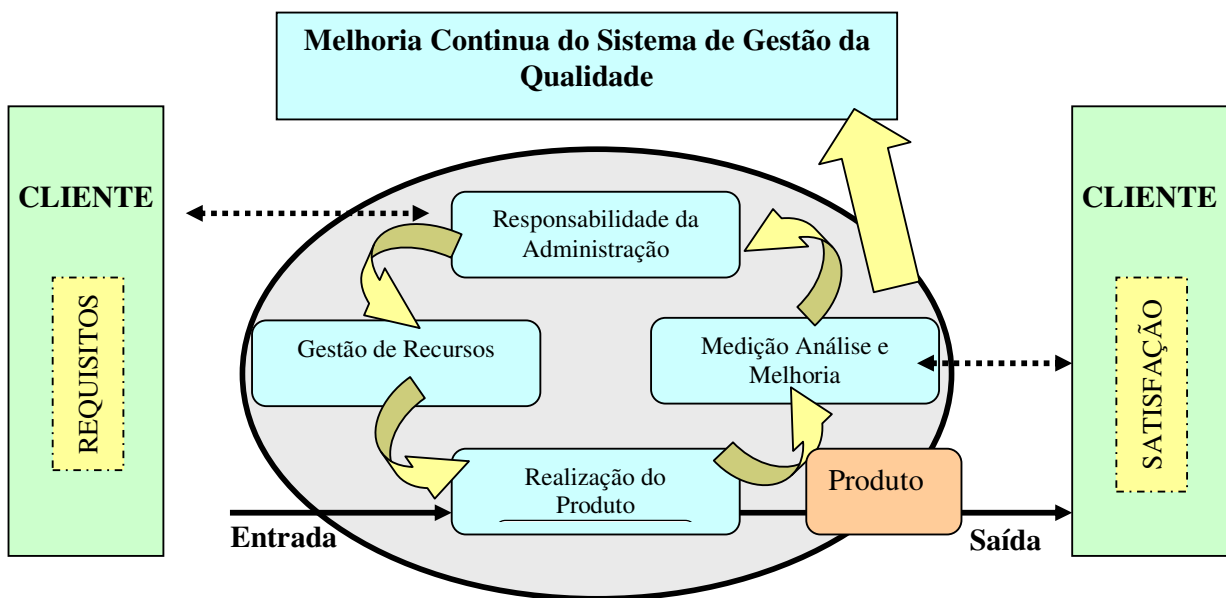 Melhoria Continua do Sistema de Gestão da
Qualidade
CLIENTE
REQUISITOS
Responsabilidade da
Administração
Gestão de Recursos
Medição Análise e
Melhoria
Realização do
Produto
Produto
Entrada
Saída
CLIENTE
SATISFAÇÃO